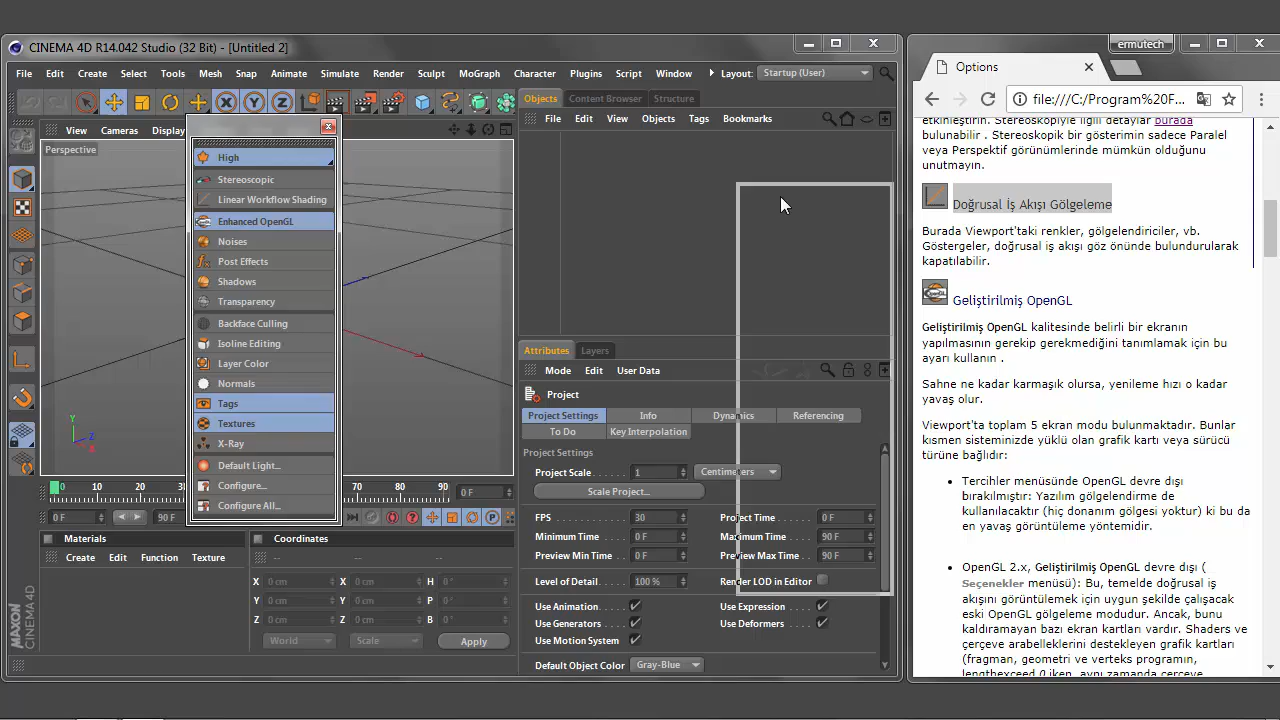 CINEMA 4D R14.042 Studio (32 Bit) - [Untitled 2]
File Edit Create Select Tools Mesh Snap Animate Simulate Render Sculpt MoGraph Character Plugins Script Window Layout: Startup (User)
X Y Z
View Cameras Display
Perspective
High
Stereoscopic
Linear Workflow Shading
Enhanced OpenGL
Noises
Post Effects
Shadows
Transparency
Backface Culling
Isoline Editing
Layer Color
Normals
Tags
Textures
X-Ray
Default Light...
Configure...
Configure All...
Y
Z
X
0 10 20 30 70 80 90 0 F
0 F 90 F
Materials
Create Edit Function Texture
Coordinates
-- -- --
X 0 cm X 0 cm H 0 °
Y 0 cm Y 0 cm P 0 °
Z 0 cm Z 0 cm B 0 °
World Scale Apply
MAXON
CINEMA 4D
Objects Content Browser Structure
File Edit View Objects Tags Bookmarks
Attributes Layers
Mode Edit User Data
Project
Project Settings Info Dynamics Referencing
To Do Key Interpolation
Project Settings
Project Scale 1 Centimeters
Scale Project...
FPS 30 Project Time 0 F
Minimum Time 0 F Maximum Time 90 F
Preview Min Time 0 F Preview Max Time 90 F
Level of Detail 100 % Render LOD in Editor
Use Animation Use Expression
Use Generators Use Deformers
Use Motion System
Default Object Color Gray-Blue
ermutech
Options
file:///C:/Program%20F...
etkinleştirin. Stereoskopiyle ilgili detaylar burada
bulunabilir . Stereoskopik bir gösterimin sadece Paralel
veya Perspektif görünümlerinde mümkün olduğunu
unutmayın.
Doğrusal İş Akışı Gölgeleme
Burada Viewport'taki renkler, gölgelendiriciler, vb.
Göstergeler, doğrusal iş akışı göz önünde bulundurularak
kapatılabilir.
OpenGL
Geliştirilmiş OpenGL
Geliştirilmiş OpenGL kalitesinde belirli bir ekranın
yapılmasının gerekip gerekmediğini tanımlamak için bu
ayarı kullanın .
Sahne ne kadar karmaşık olursa, yenileme hızı o kadar
yavaş olur.
Viewport'ta toplam 5 ekran modu bulunmaktadır. Bunlar
kısmen sisteminizde yüklü olan grafik kartı veya sürücü
türüne bağlıdır:
Tercihler menüsünde OpenGL devre dışı
bırakılmıştır: Yazılım gölgelendirme de
kullanılacaktır (hiç donanım gölgesi yoktur) ki bu da
en yavaş görüntüleme yöntemidir.
OpenGL 2.x, Geliştirilmiş OpenGL devre dışı (
Seçenekler menüsü): Bu, temelde doğrusal iş
akışını görüntülemek için uygun şekilde çalışacak
eski OpenGL gölgeleme modudur. Ancak, bunu
kaldıramayan bazı ekran kartları vardır. Shaders ve
çerçeve arabelleklerini destekleyen grafik kartları
(fragman, geometri ve verteks programın,
lengthexceed 0 iken, aynı zamanda çerçeve